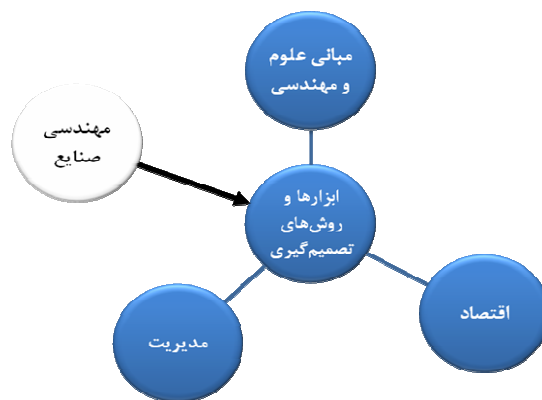 مبانی علوم
و مهندسی
مهندسی
صنایع
ابزارها و
روش‌های
تصمیم‌گیری
اقتصاد
مدیریت